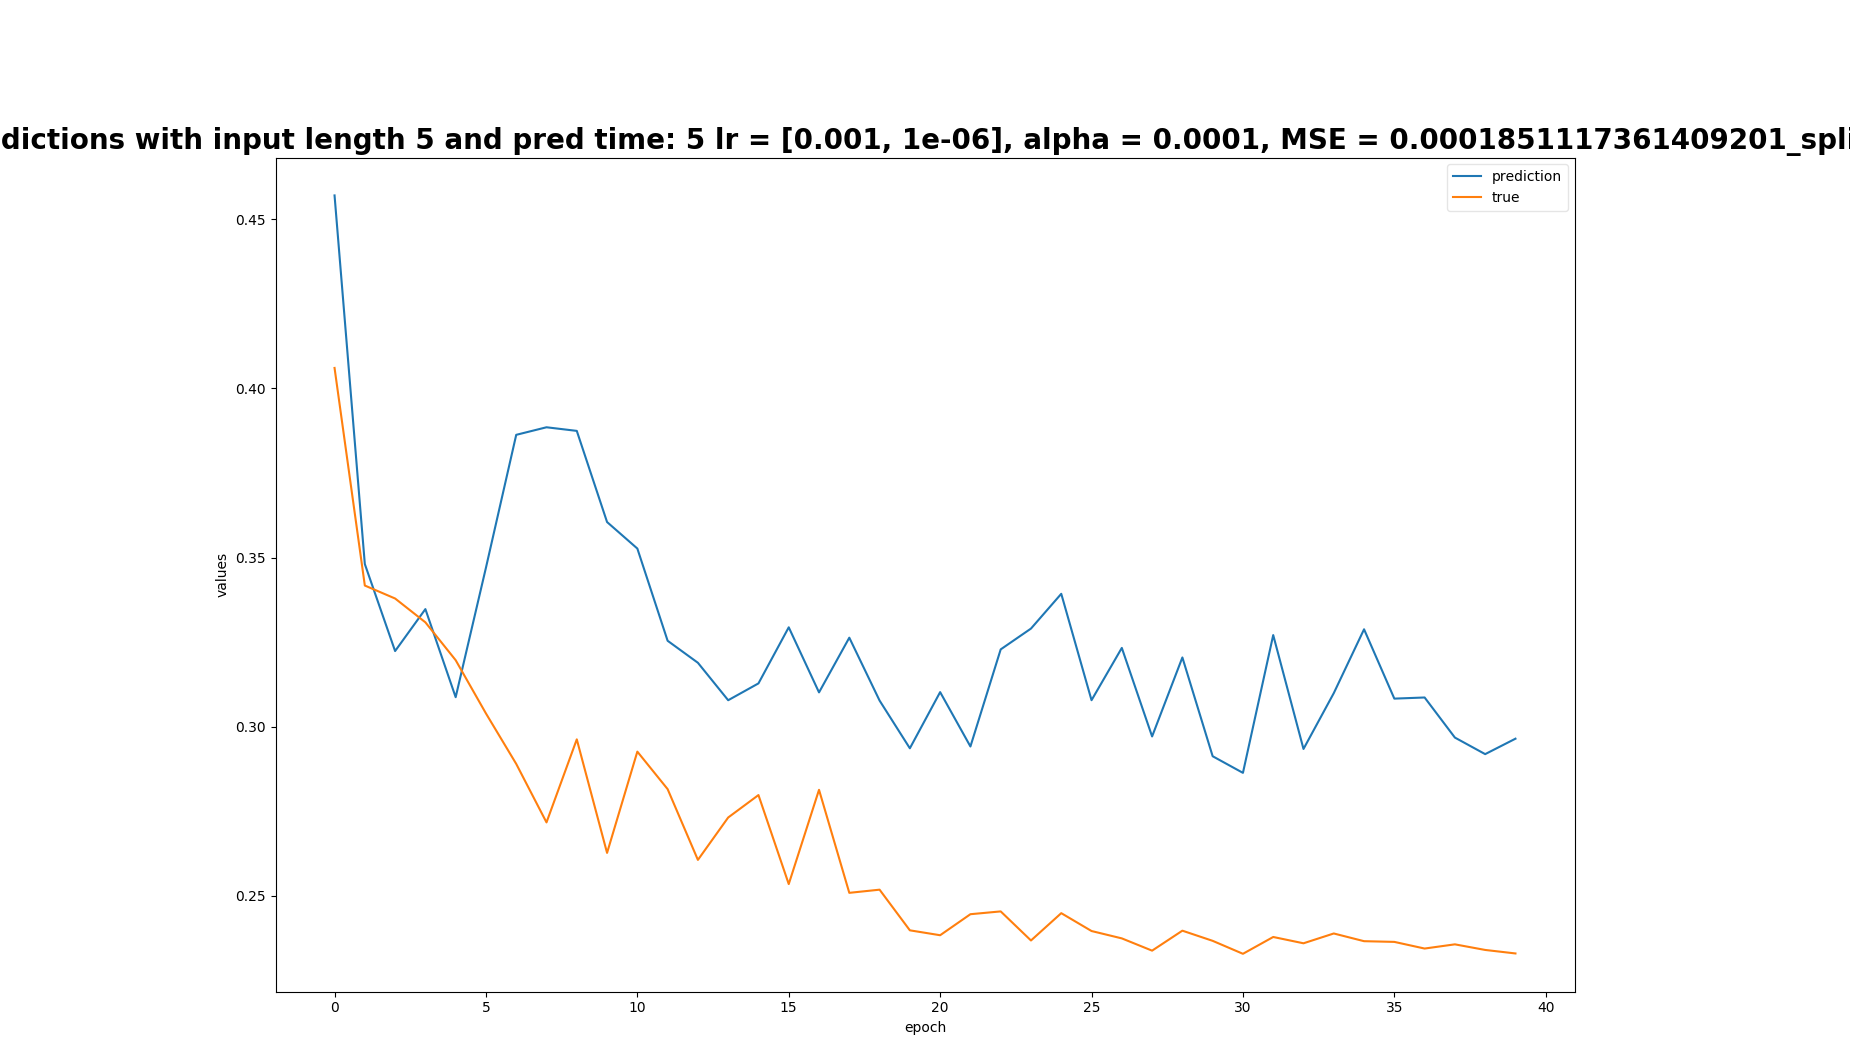 dictions with input length 5 and pred time: 5 lr = [0.001, 1e-06], alpha = 0.0001, MSE = 0.0001851117361409201_spli
prediction
true
0.45
0.40
0.35
0.30
0.25
values
0 5 10 15 20 25 30 35 40
epoch